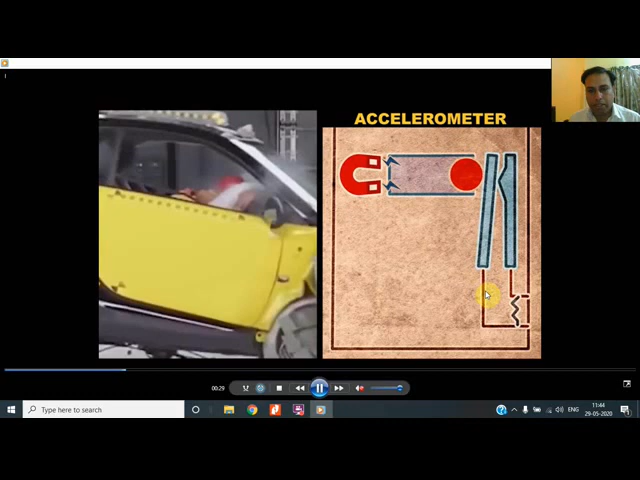 ACCELEROMETER
00:29
Type here to search
ENG
11:44
29-05-2020